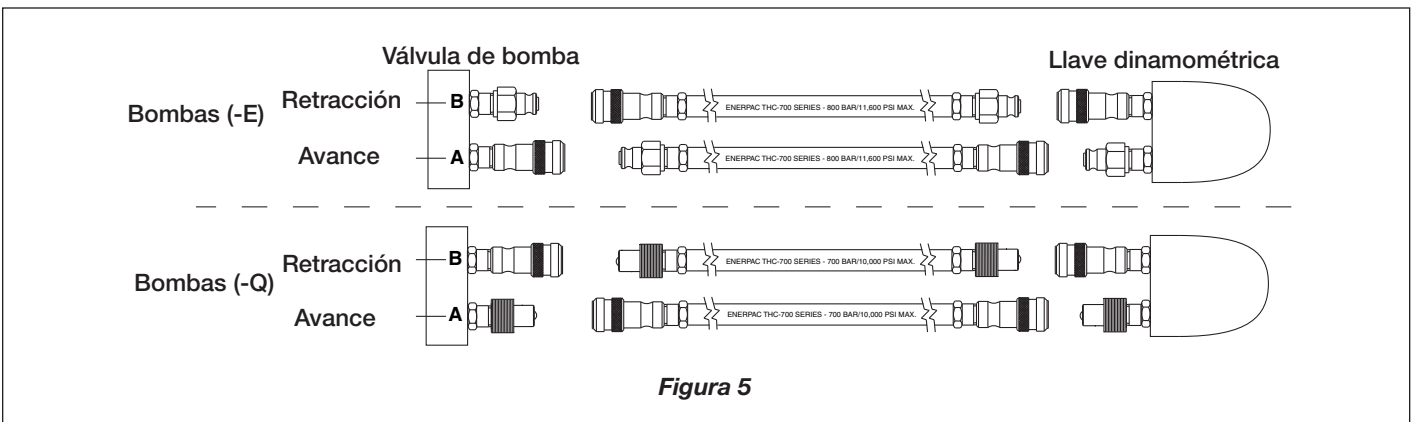 Válvula de bomba
Llave dinamométrica
Bombas (-E)
Retracción
B
ENERPAC THC-700 SERIES - 800 BAR/11,600 PSI MAX.
Avance
A
ENERPAC THC-700 SERIES - 800 BAR/11,600 PSI MAX.
Bombas (-Q)
Retracción
B
ENERPAC THC-700 SERIES - 700 BAR/10,000 PSI MAX.
Avance
A
ENERPAC THC-700 SERIES - 700 BAR/10,000 PSI MAX.
Figura 5